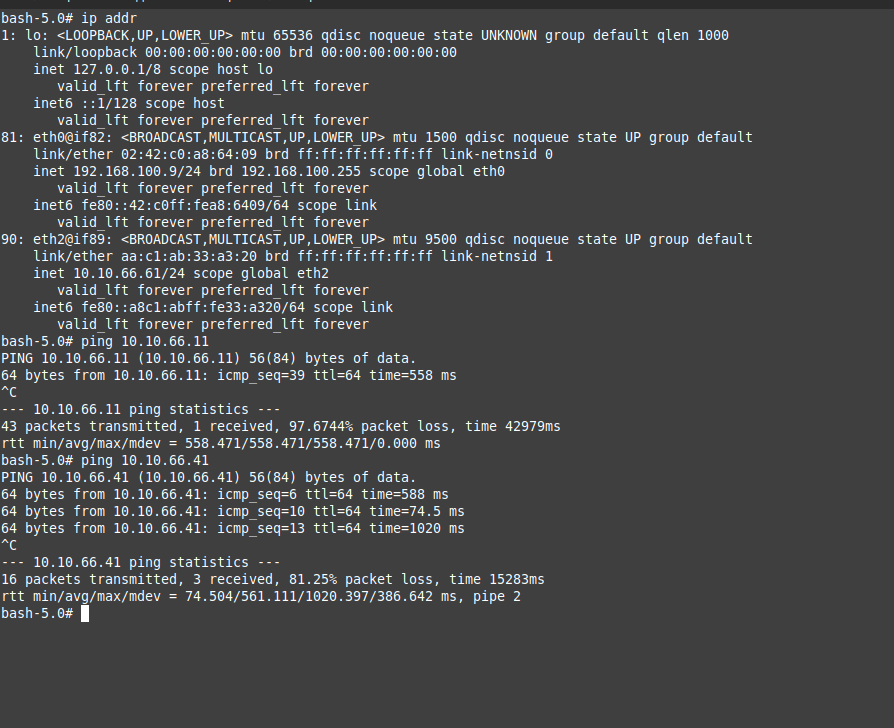 bash-5.0# ip addr
1: lo: <LOOPBACK,UP,LOWER_UP> mtu 65536 qdisc noqueue state UNKNOWN group default qlen 1000
    link/loopback 00:00:00:00:00:00 brd 00:00:00:00:00:00
    inet 127.0.0.1/8 scope host lo
       valid_lft forever preferred_lft forever
    inet6 ::1/128 scope host
       valid_lft forever preferred_lft forever
81: eth0@if82: <BROADCAST,MULTICAST,UP,LOWER_UP> mtu 1500 qdisc noqueue state UP group default
    link/ether 02:42:c0:a8:64:09 brd ff:ff:ff:ff:ff:ff link-netnsid 0
    inet 192.168.100.9/24 brd 192.168.100.255 scope global eth0
       valid_lft forever preferred_lft forever
    inet6 fe80::42:c0ff:fea8:6409/64 scope link
       valid_lft forever preferred_lft forever
90: eth2@if89: <BROADCAST,MULTICAST,UP,LOWER_UP> mtu 9500 qdisc noqueue state UP group default
    link/ether aa:c1:ab:33:a3:20 brd ff:ff:ff:ff:ff:ff link-netnsid 1
    inet 10.10.66.61/24 scope global eth2
       valid_lft forever preferred_lft forever
    inet6 fe80::a8c1:abff:fe33:a320/64 scope link
       valid_lft forever preferred_lft forever
bash-5.0# ping 10.10.66.11
PING 10.10.66.11 (10.10.66.11) 56(84) bytes of data.
64 bytes from 10.10.66.11: icmp_seq=39 ttl=64 time=558 ms
^C
--- 10.10.66.11 ping statistics ---
43 packets transmitted, 1 received, 97.6744% packet loss, time 42979ms
rtt min/avg/max/mdev = 558.471/558.471/558.471/0.000 ms
bash-5.0# ping 10.10.66.41
PING 10.10.66.41 (10.10.66.41) 56(84) bytes of data.
64 bytes from 10.10.66.41: icmp_seq=6 ttl=64 time=588 ms
64 bytes from 10.10.66.41: icmp_seq=10 ttl=64 time=74.5 ms
64 bytes from 10.10.66.41: icmp_seq=13 ttl=64 time=1020 ms
^C
--- 10.10.66.41 ping statistics ---
16 packets transmitted, 3 received, 81.25% packet loss, time 15283ms
rtt min/avg/max/mdev = 74.504/561.111/1020.397/386.642 ms, pipe 2
bash-5.0#